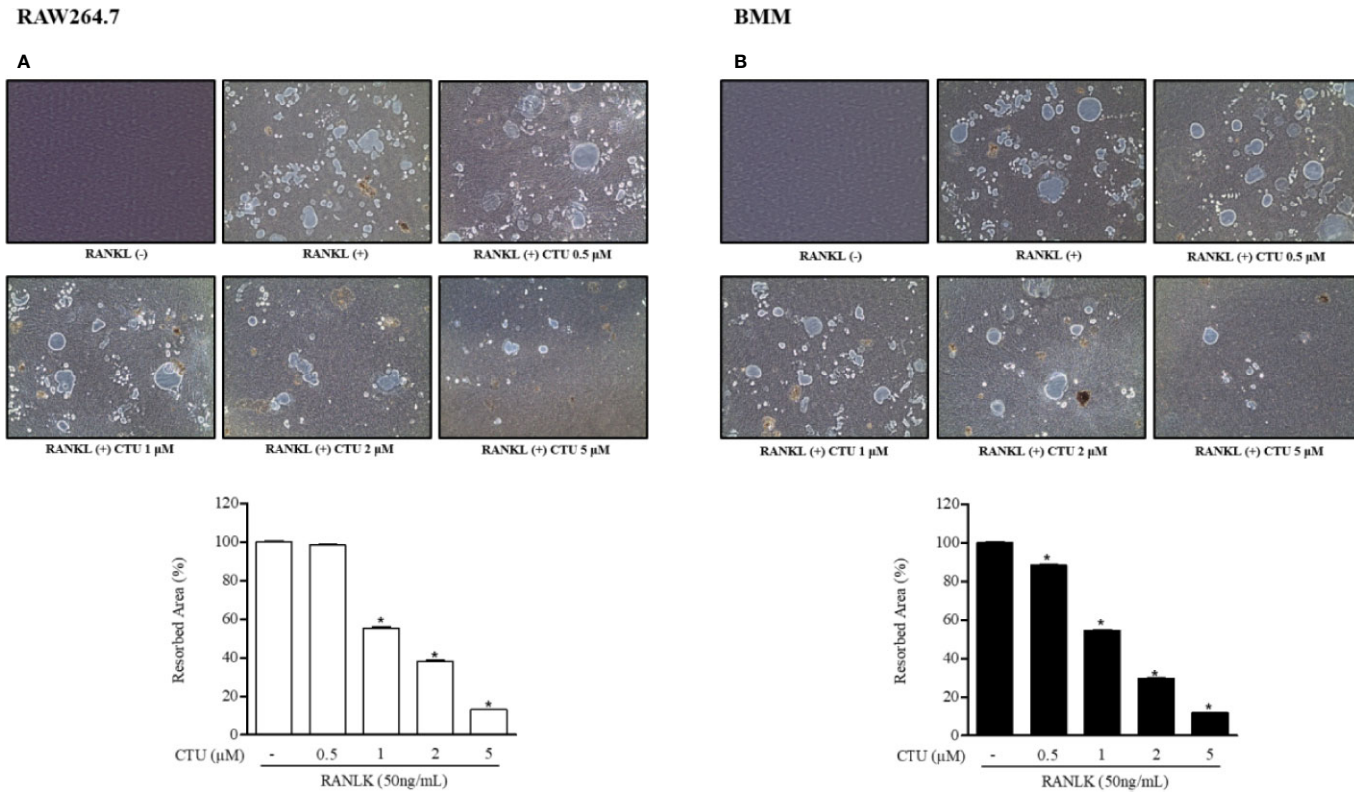 RAW264.7
A
RANKL (-)
RANKL (+)
RANKL (+) CTU 0.5 µM
RANKL (+) CTU 1 µM
RANKL (+) CTU 2 µM
RANKL (+) CTU 5 µM
120
100
80
60
40
20
0
Resorbed Area (%)
*
*
*
CTU (µM)
-
0.5
1
2
5
RANLK (50ng/mL)
BMM
B
RANKL (-)
RANKL (+)
RANKL (+) CTU 0.5 µM
RANKL (+) CTU 1 µM
RANKL (+) CTU 2 µM
RANKL (+) CTU 5 µM
120
100
80
60
40
20
0
Resorbed Area (%)
*
*
*
*
CTU (µM)
-
0.5
1
2
5
RANLK (50ng/mL)